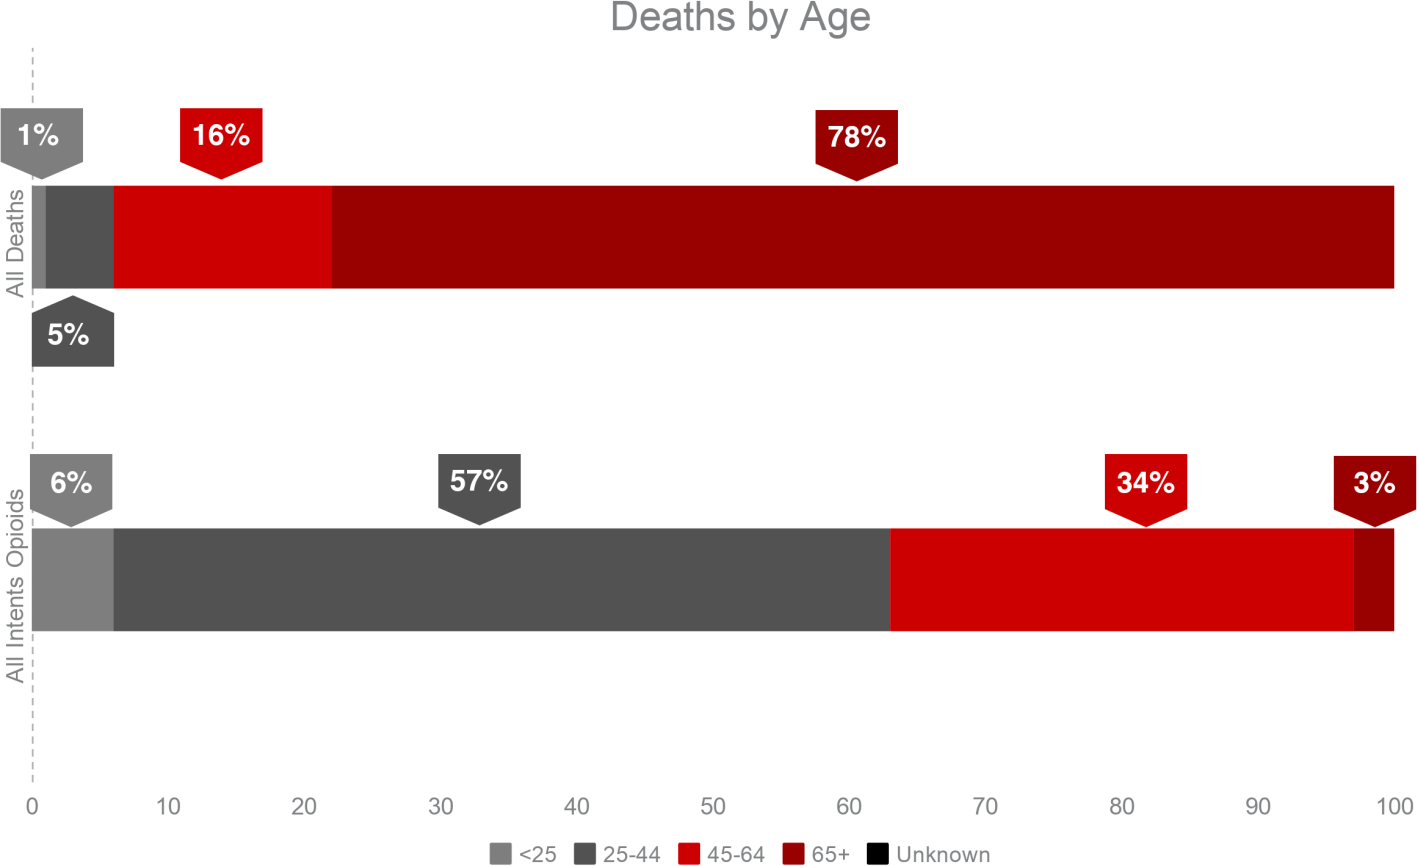 Deaths by Age
1%
16%
78%
All Deaths
5%
6%
57%
34%
3%
All Intents Opioids
0 10 20 30 40 50 60 70 80 90 100
<25 25-44 45-64 65+ Unknown